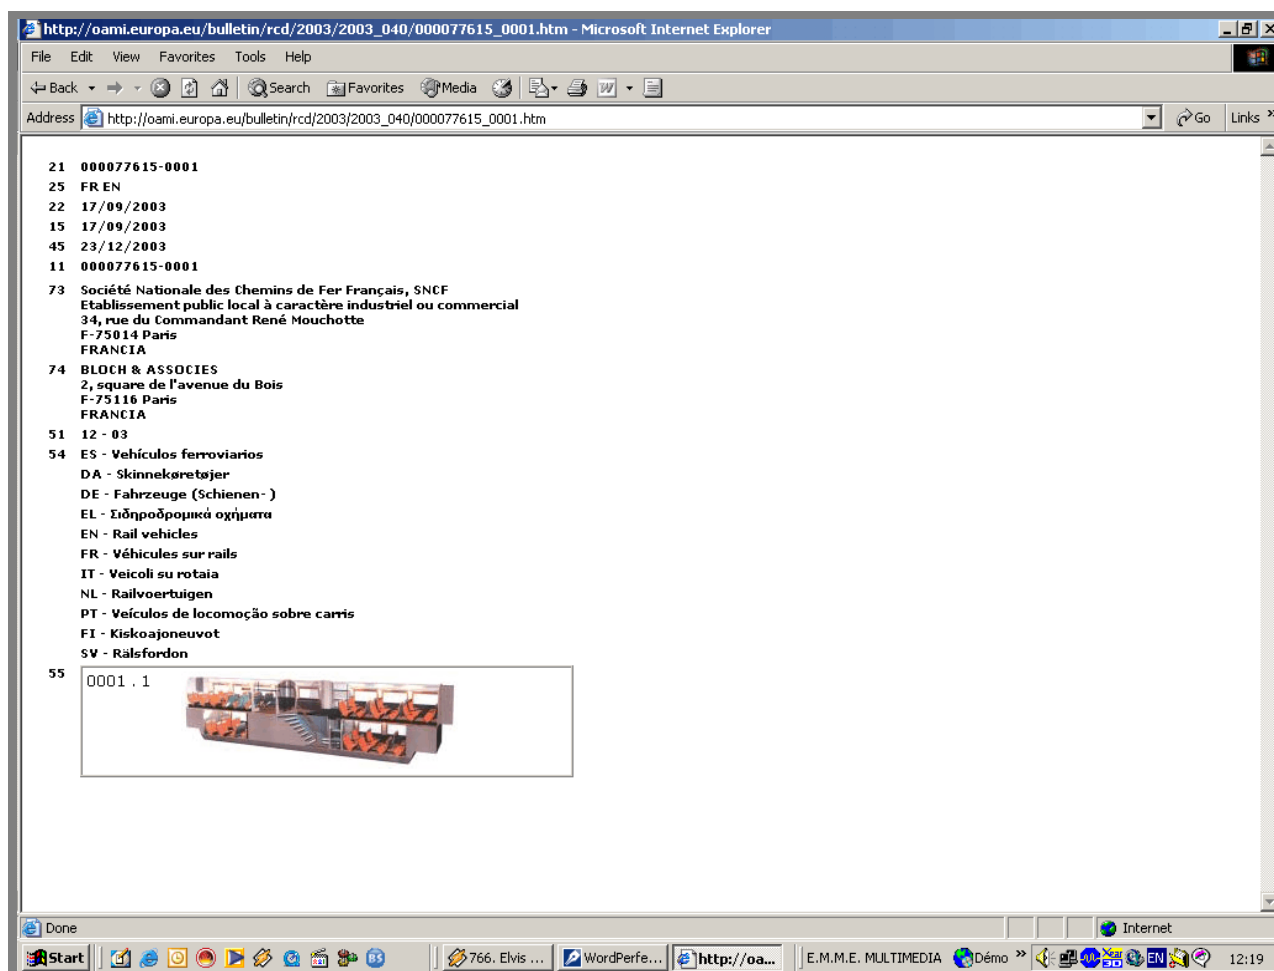 http://oami.europa.eu/bulletin/rcd/2003/2003_040/000077615_0001.htm - Microsoft Internet Explorer
File Edit View Favorites Tools Help
Back Search Favorites Media
Address http://oami.europa.eu/bulletin/rcd/2003/2003_040/000077615_0001.htm Go Links »
21 000077615-0001
25 FR EN
22 17/09/2003
15 17/09/2003
45 23/12/2003
11 000077615-0001
73 Société Nationale des Chemins de Fer Français, SNCF
Etablissement public local à caractère industriel ou commercial
34, rue du Commandant René Mouchotte
F-75014 Paris
FRANCIA
74 BLOCH & ASSOCIES
2, square de l'avenue du Bois
F-75116 Paris
FRANCIA
51 12 - 03
54 ES - Vehículos ferroviarios
DA - Skinnekøretøjer
DE - Fahrzeuge (Schienen- )
EL - Σιδηροδρομικά οχήματα
EN - Rail vehicles
FR - Véhicules sur rails
IT - Veicoli su rotaia
NL - Railvoertuigen
PT - Veículos de locomoção sobre carris
FI - Kiskoajoneuvot
SV - Rälsfordon
55 0001 . 1
Done Internet
Start 766. Elvis ... WordPerfe... http://oa... E.M.M.E. MULTIMEDIA Démo » EN 12:19